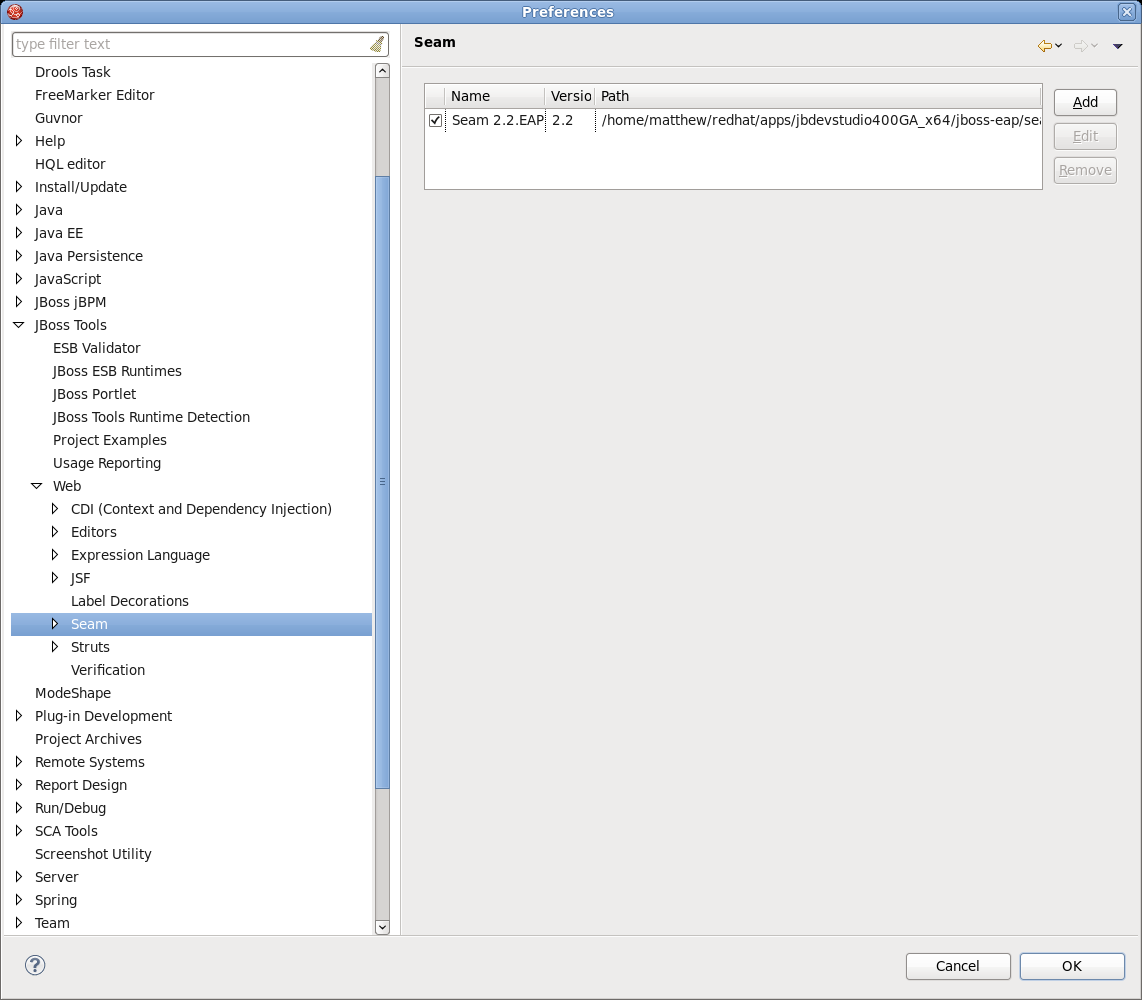 Preferences
type filter text
Drools Task
FreeMarker Editor
Guvnor
Help
HQL editor
Install/Update
Java
Java EE
Java Persistence
JavaScript
JBoss jBPM
JBoss Tools
ESB Validator
JBoss ESB Runtimes
JBoss Portlet
JBoss Tools Runtime Detection
Project Examples
Usage Reporting
Web
CDI (Context and Dependency Injection)
Editors
Expression Language
JSF
Label Decorations
Seam
Struts
Verification
ModeShape
Plug-in Development
Project Archives
Remote Systems
Report Design
Run/Debug
SCA Tools
Screenshot Utility
Server
Spring
Team
Seam
Name Versio Path
Seam 2.2.EAP 2.2 /home/matthew/redhat/apps/jbdevstudio400GA_x64/jboss-eap/sea
Add
Edit
Remove
Cancel OK